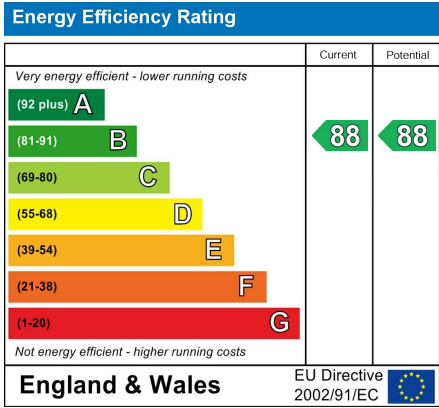 Energy Efficiency Rating
Current Potential
Very energy efficient - lower running costs
(92 plus) A
(81-91) B 88 88
(69-80) C
(55-68) D
(39-54) E
(21-38) F
(1-20) G
Not energy efficient - higher running costs
England & Wales
EU Directive
2002/91/EC